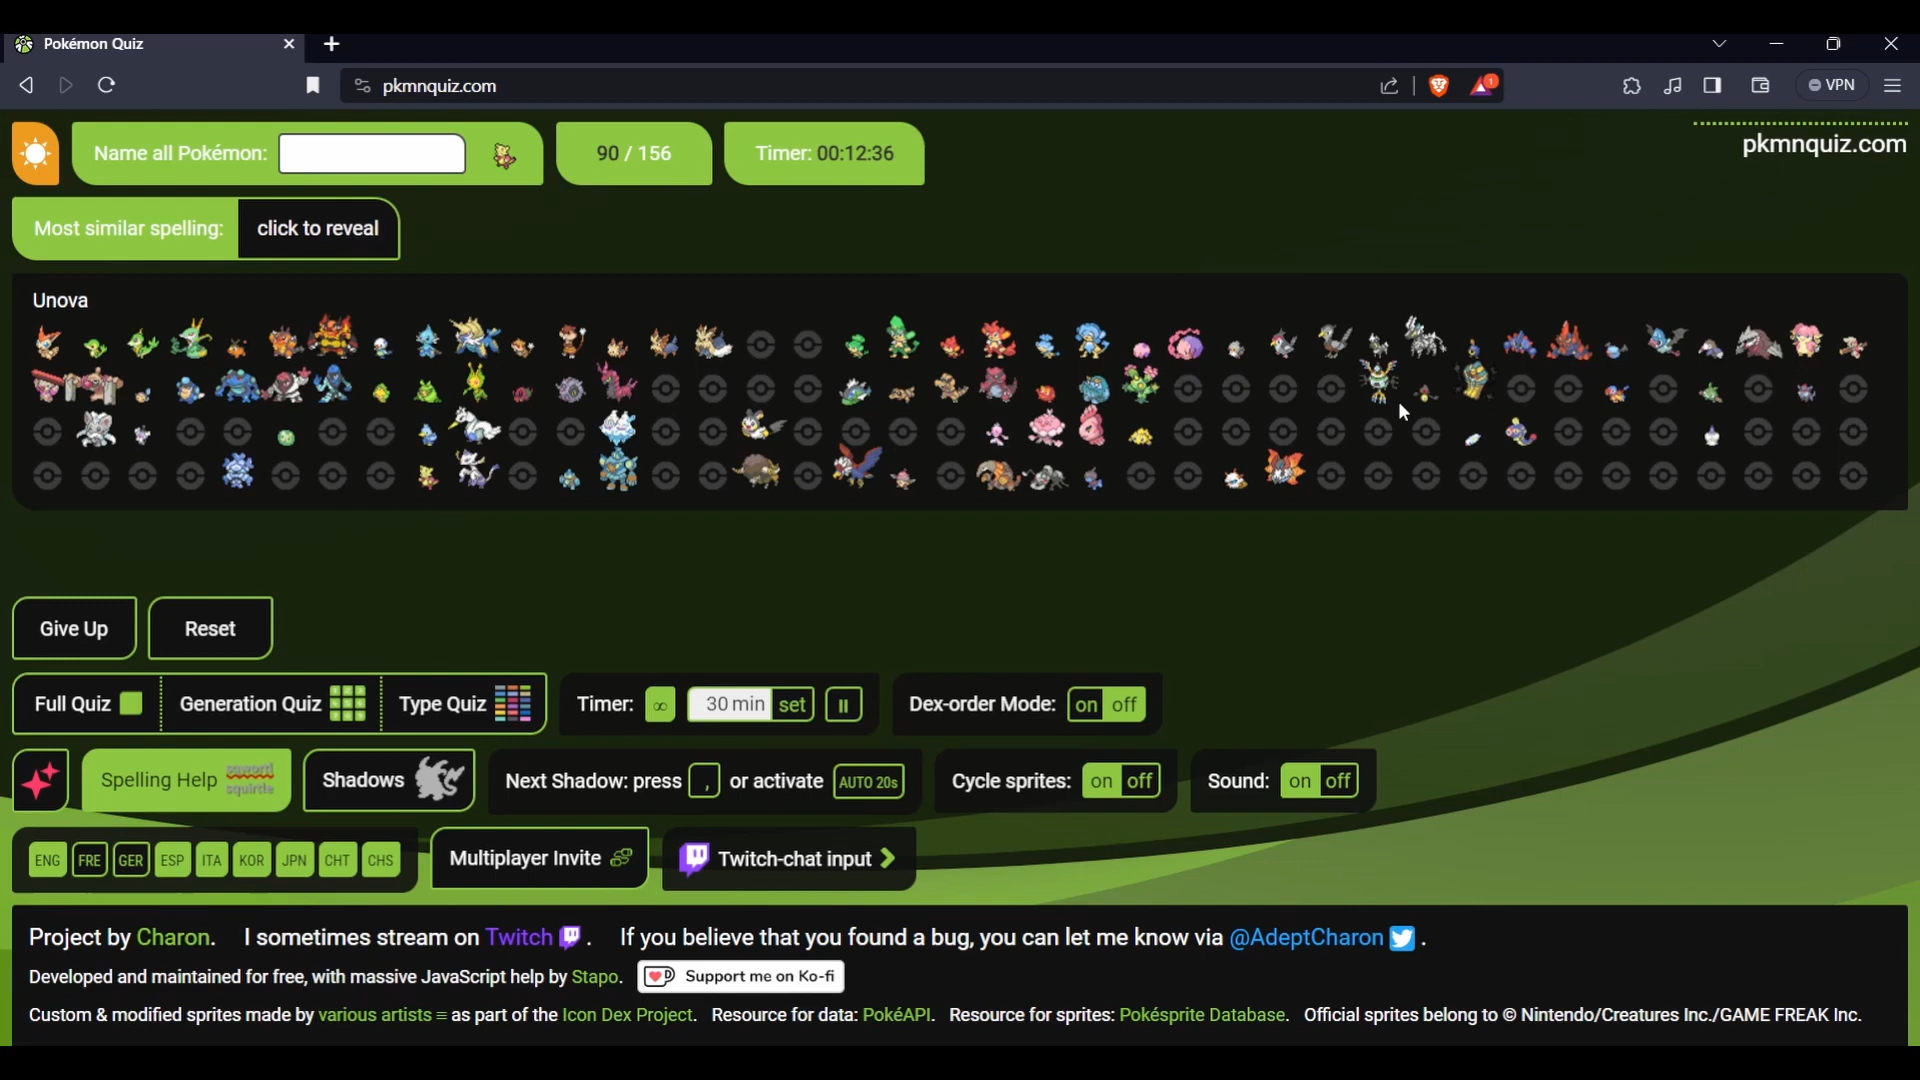 Pokémon Quiz
pkmnquiz.com
VPN
Name all Pokémon:
90 / 156
Timer: 00:12:36
pkmnquiz.com
Most similar spelling:
click to reveal
Unova
Give Up
Reset
Full Quiz
Generation Quiz
Type Quiz
Timer:
∞
30 min
set
Dex-order Mode:
on
off
Spelling Help
sqword
squirtle
Shadows
Next Shadow: press , or activate AUTO 20s
Cycle sprites:
on
off
Sound:
on
off
ENG FRE GER ESP ITA KOR JPN CHT CHS
Multiplayer Invite
Twitch-chat input
Project by Charon. I sometimes stream on Twitch. If you believe that you found a bug, you can let me know via @AdeptCharon.
Developed and maintained for free, with massive JavaScript help by Stapo. Support me on Ko-fi
Custom & modified sprites made by various artists ≡ as part of the Icon Dex Project. Resource for data: PokéAPI. Resource for sprites: Pokésprite Database. Official sprites belong to © Nintendo/Creatures Inc./GAME FREAK Inc.